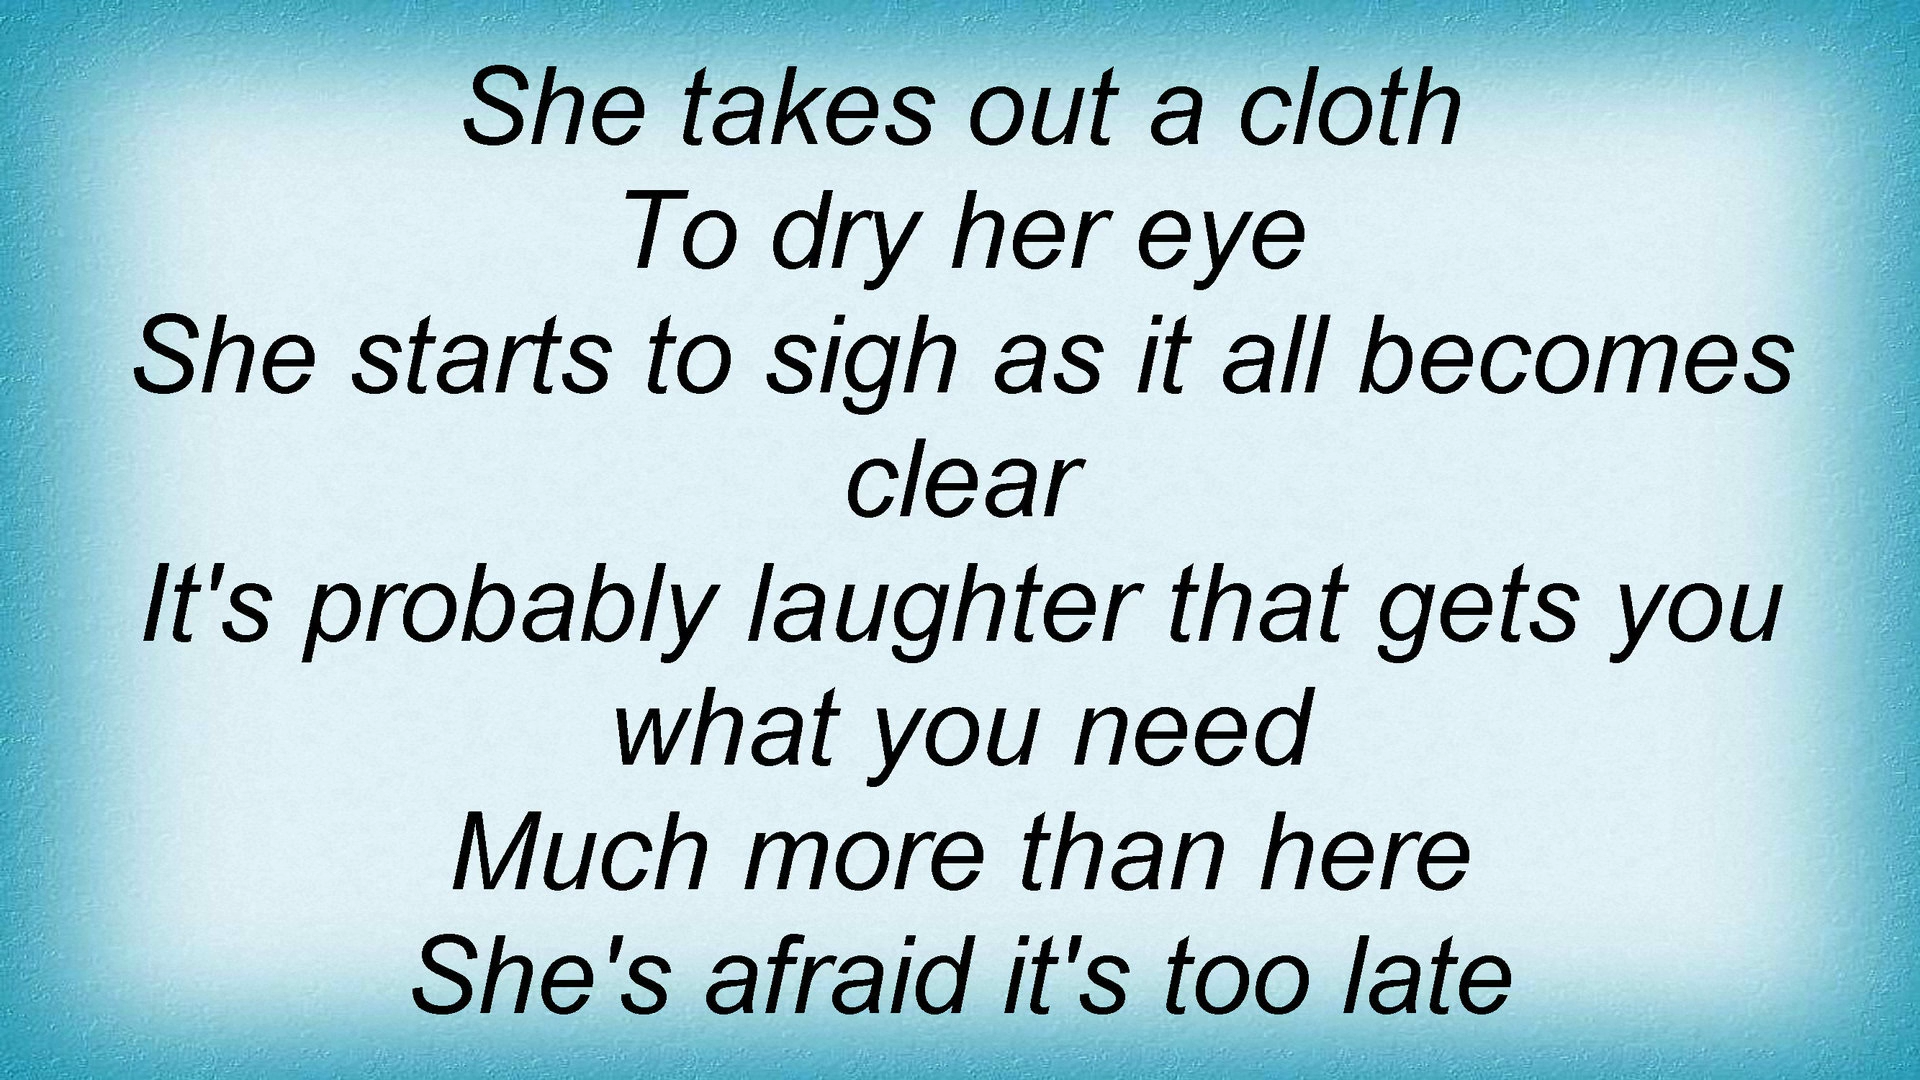 She takes out a cloth
To dry her eye
She starts to sigh as it all becomes
clear
It's probably laughter that gets you
what you need
Much more than here
She's afraid it's too late